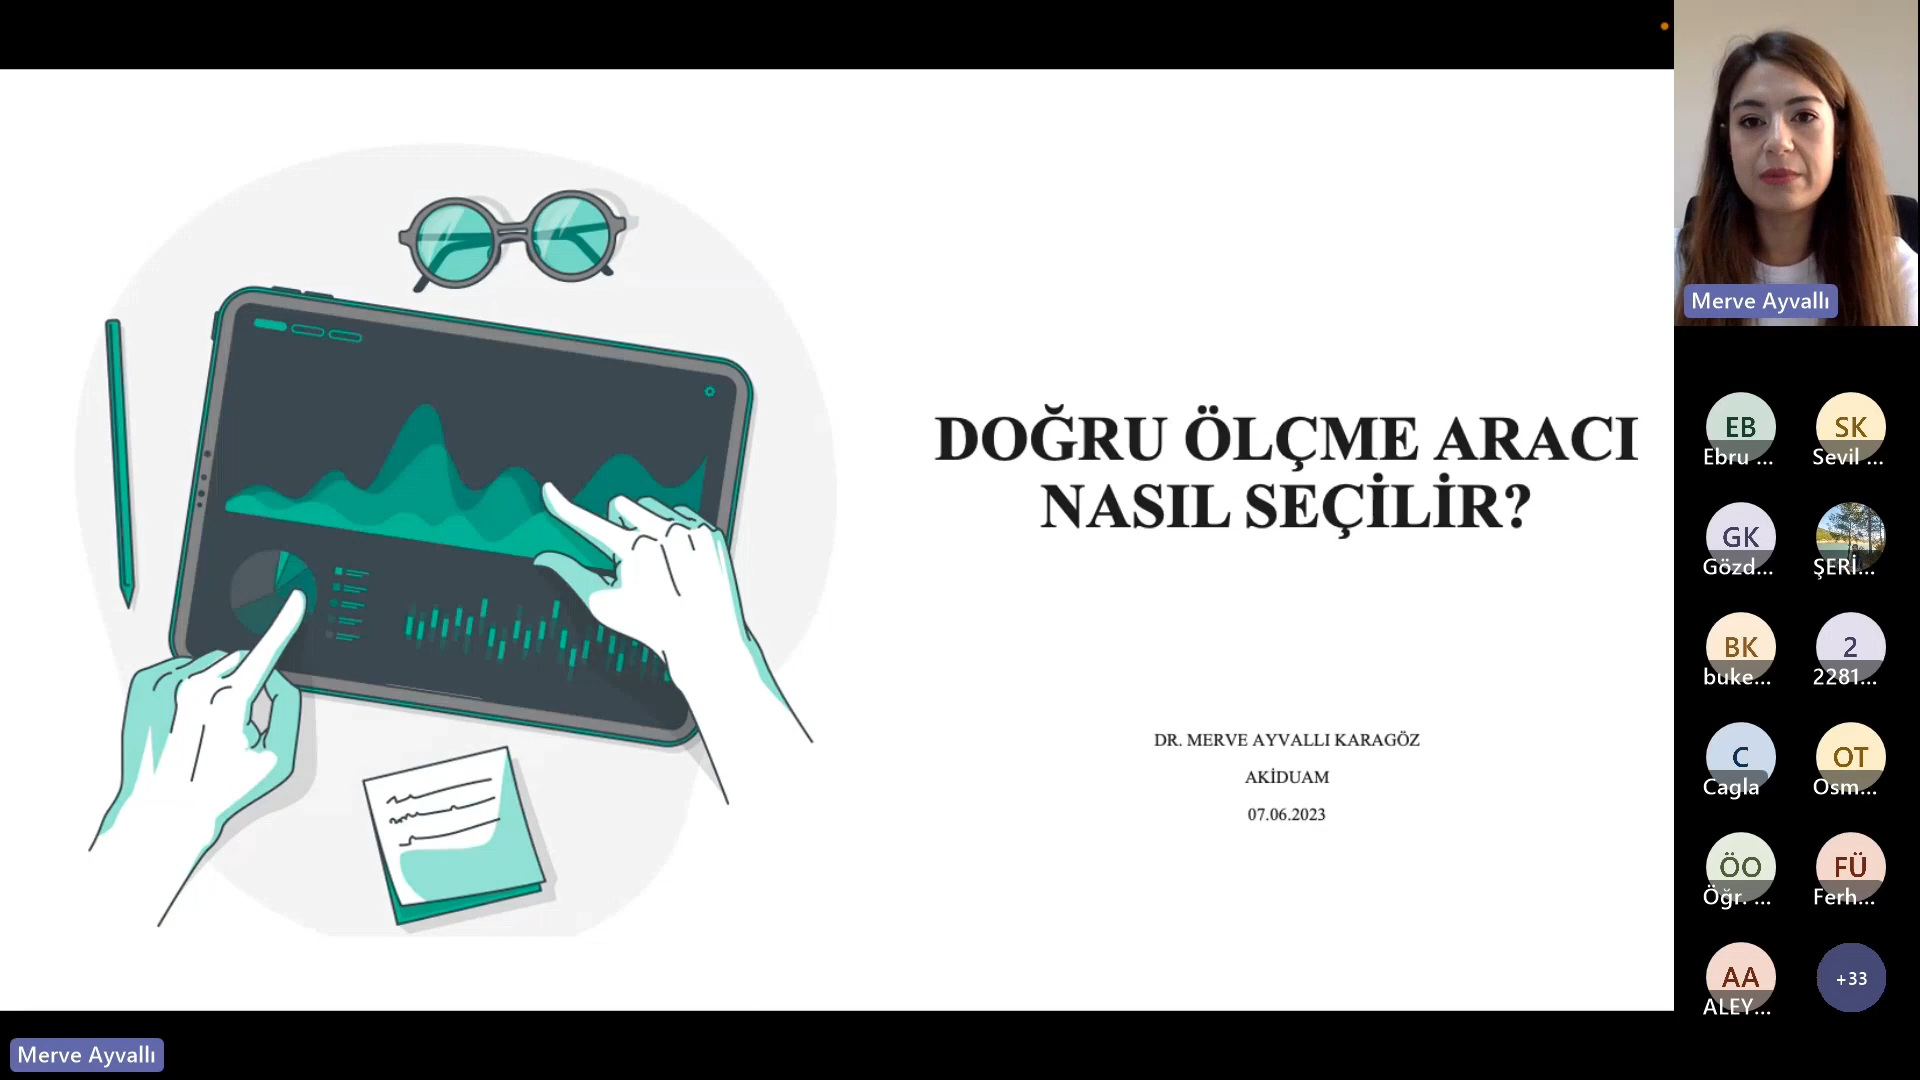 DOĞRU ÖLÇME ARACI
NASIL SEÇİLİR?
DR. MERVE AYVALLI KARAGÖZ
AKİDUAM
07.06.2023
Merve Ayvallı
Merve Ayvallı
EB
Ebru ...
SK
Sevil ...
GK
Gözd...
ŞERİ...
BK
buke...
2
2281...
C
Cagla
OT
Osm...
ÖO
Öğr. ...
FÜ
Ferh...
AA
ALEY...
+33